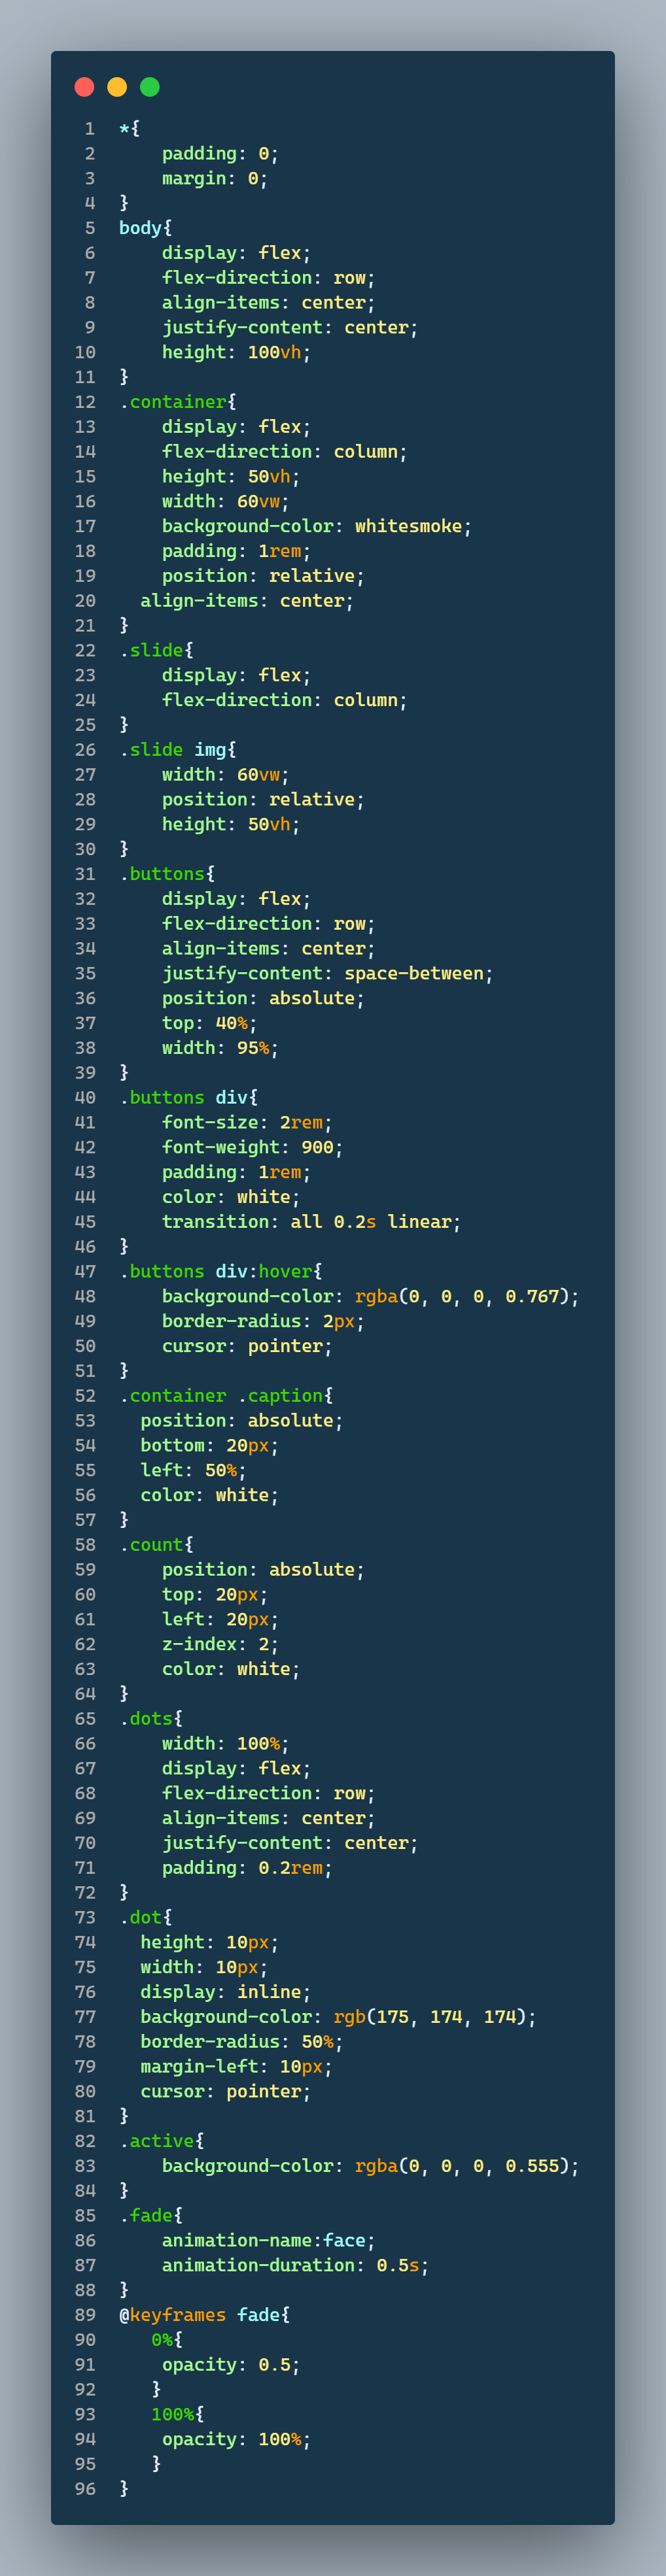 1 *{
2 padding: 0;
3 margin: 0;
4 }
5 body{
6 display: flex;
7 flex-direction: row;
8 align-items: center;
9 justify-content: center;
10 height: 100vh;
11 }
12 .container{
13 display: flex;
14 flex-direction: column;
15 height: 50vh;
16 width: 60vw;
17 background-color: whitesmoke;
18 padding: 1rem;
19 position: relative;
20 align-items: center;
21 }
22 .slide{
23 display: flex;
24 flex-direction: column;
25 }
26 .slide img{
27 width: 60vw;
28 position: relative;
29 height: 50vh;
30 }
31 .buttons{
32 display: flex;
33 flex-direction: row;
34 align-items: center;
35 justify-content: space-between;
36 position: absolute;
37 top: 40%;
38 width: 95%;
39 }
40 .buttons div{
41 font-size: 2rem;
42 font-weight: 900;
43 padding: 1rem;
44 color: white;
45 transition: all 0.2s linear;
46 }
47 .buttons div:hover{
48 background-color: rgba(0, 0, 0, 0.767);
49 border-radius: 2px;
50 cursor: pointer;
51 }
52 .container .caption{
53 position: absolute;
54 bottom: 20px;
55 left: 50%;
56 color: white;
57 }
58 .count{
59 position: absolute;
60 top: 20px;
61 left: 20px;
62 z-index: 2;
63 color: white;
64 }
65 .dots{
66 width: 100%;
67 display: flex;
68 flex-direction: row;
69 align-items: center;
70 justify-content: center;
71 padding: 0.2rem;
72 }
73 .dot{
74 height: 10px;
75 width: 10px;
76 display: inline;
77 background-color: rgb(175, 174, 174);
78 border-radius: 50%;
79 margin-left: 10px;
80 cursor: pointer;
81 }
82 .active{
83 background-color: rgba(0, 0, 0, 0.555);
84 }
85 .fade{
86 animation-name:face;
87 animation-duration: 0.5s;
88 }
89 @keyframes fade{
90 0%{
91 opacity: 0.5;
92 }
93 100%{
94 opacity: 100%;
95 }
96 }